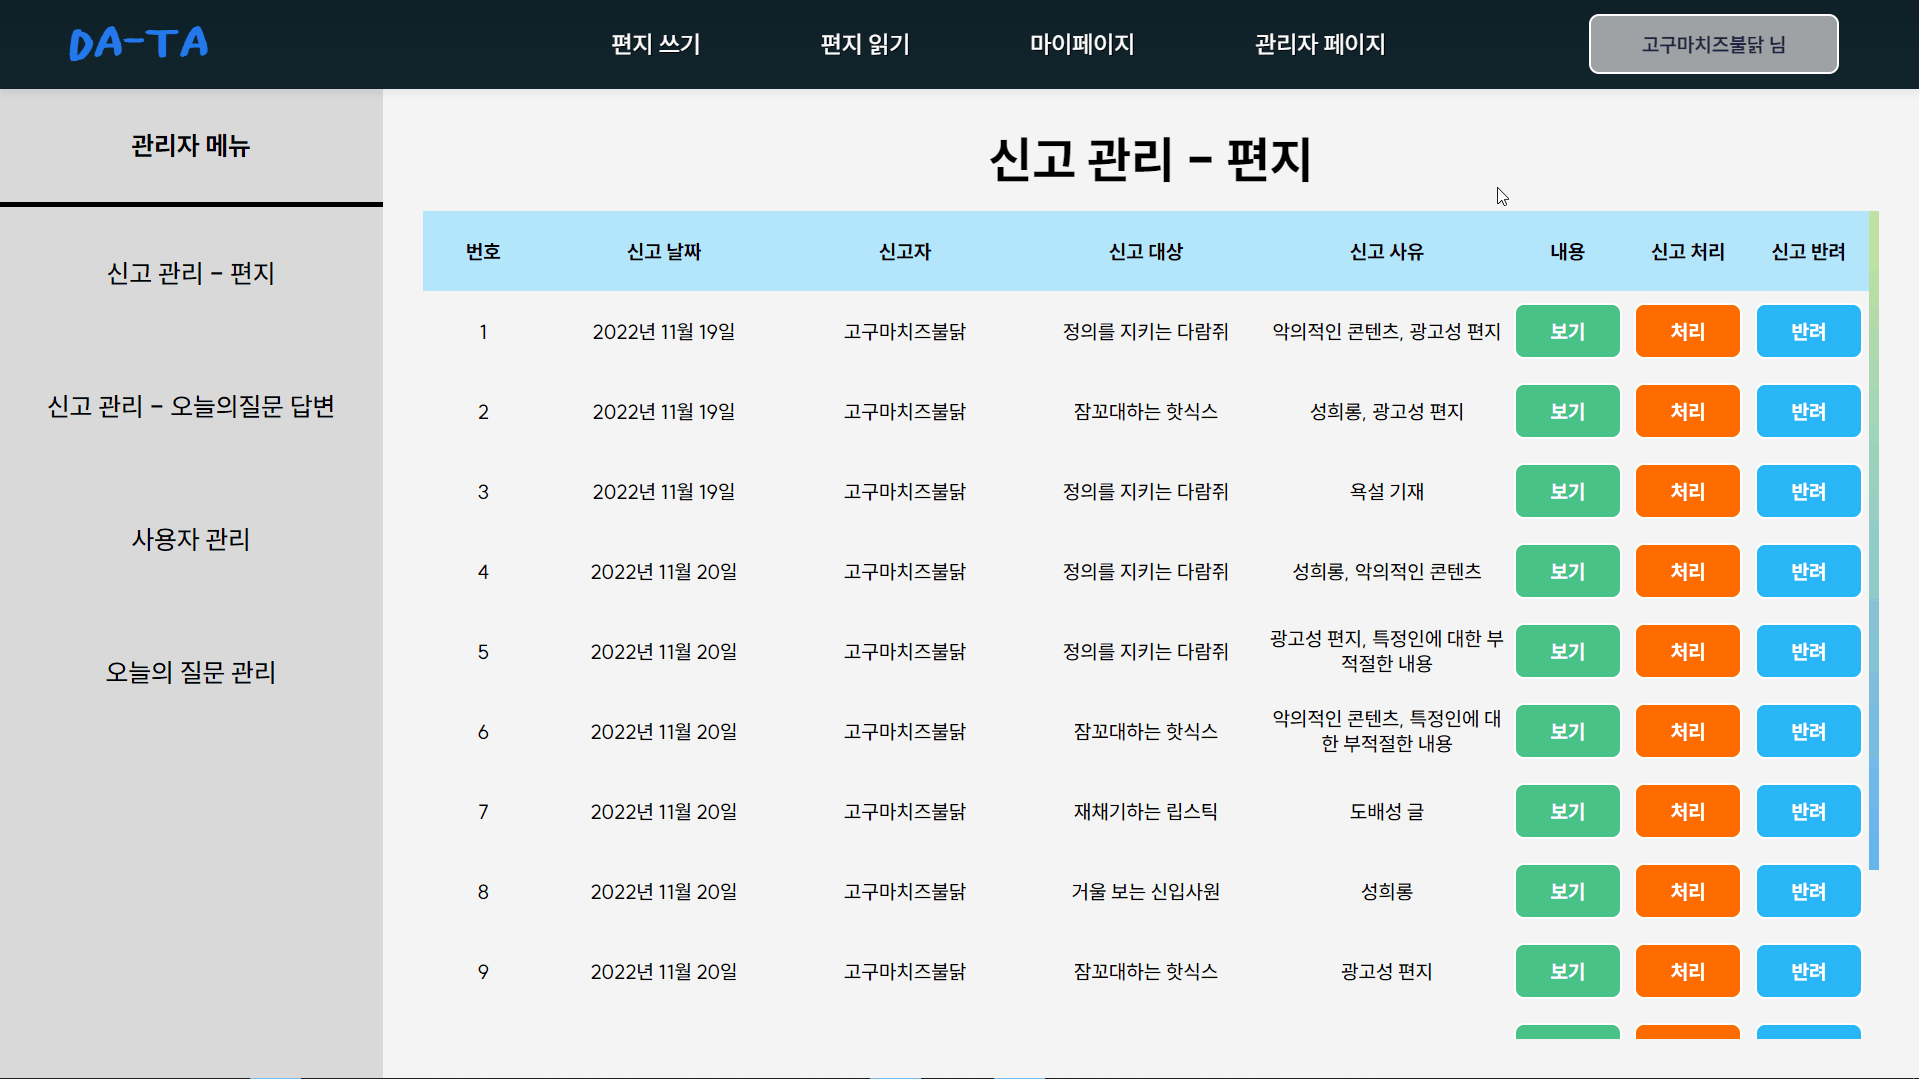 DA-TA 편지 쓰기 편지 읽기 마이페이지 관리자 페이지 고구마치즈불닭 님
관리자 메뉴
신고 관리 - 편지
신고 관리 - 오늘의질문 답변
사용자 관리
오늘의 질문 관리
신고 관리 - 편지
번호 신고 날짜 신고자 신고 대상 신고 사유 내용 신고 처리 신고 반려
1 2022년 11월 19일 고구마치즈불닭 정의를 지키는 다람쥐 악의적인 콘텐츠, 광고성 편지 보기 처리 반려
2 2022년 11월 19일 고구마치즈불닭 잠꼬대하는 핫식스 성희롱, 광고성 편지 보기 처리 반려
3 2022년 11월 19일 고구마치즈불닭 정의를 지키는 다람쥐 욕설 기재 보기 처리 반려
4 2022년 11월 20일 고구마치즈불닭 정의를 지키는 다람쥐 성희롱, 악의적인 콘텐츠 보기 처리 반려
5 2022년 11월 20일 고구마치즈불닭 정의를 지키는 다람쥐 광고성 편지, 특정인에 대한 부
적절한 내용 보기 처리 반려
6 2022년 11월 20일 고구마치즈불닭 잠꼬대하는 핫식스 악의적인 콘텐츠, 특정인에 대
한 부적절한 내용 보기 처리 반려
7 2022년 11월 20일 고구마치즈불닭 재채기하는 립스틱 도배성 글 보기 처리 반려
8 2022년 11월 20일 고구마치즈불닭 거울 보는 신입사원 성희롱 보기 처리 반려
9 2022년 11월 20일 고구마치즈불닭 잠꼬대하는 핫식스 광고성 편지 보기 처리 반려